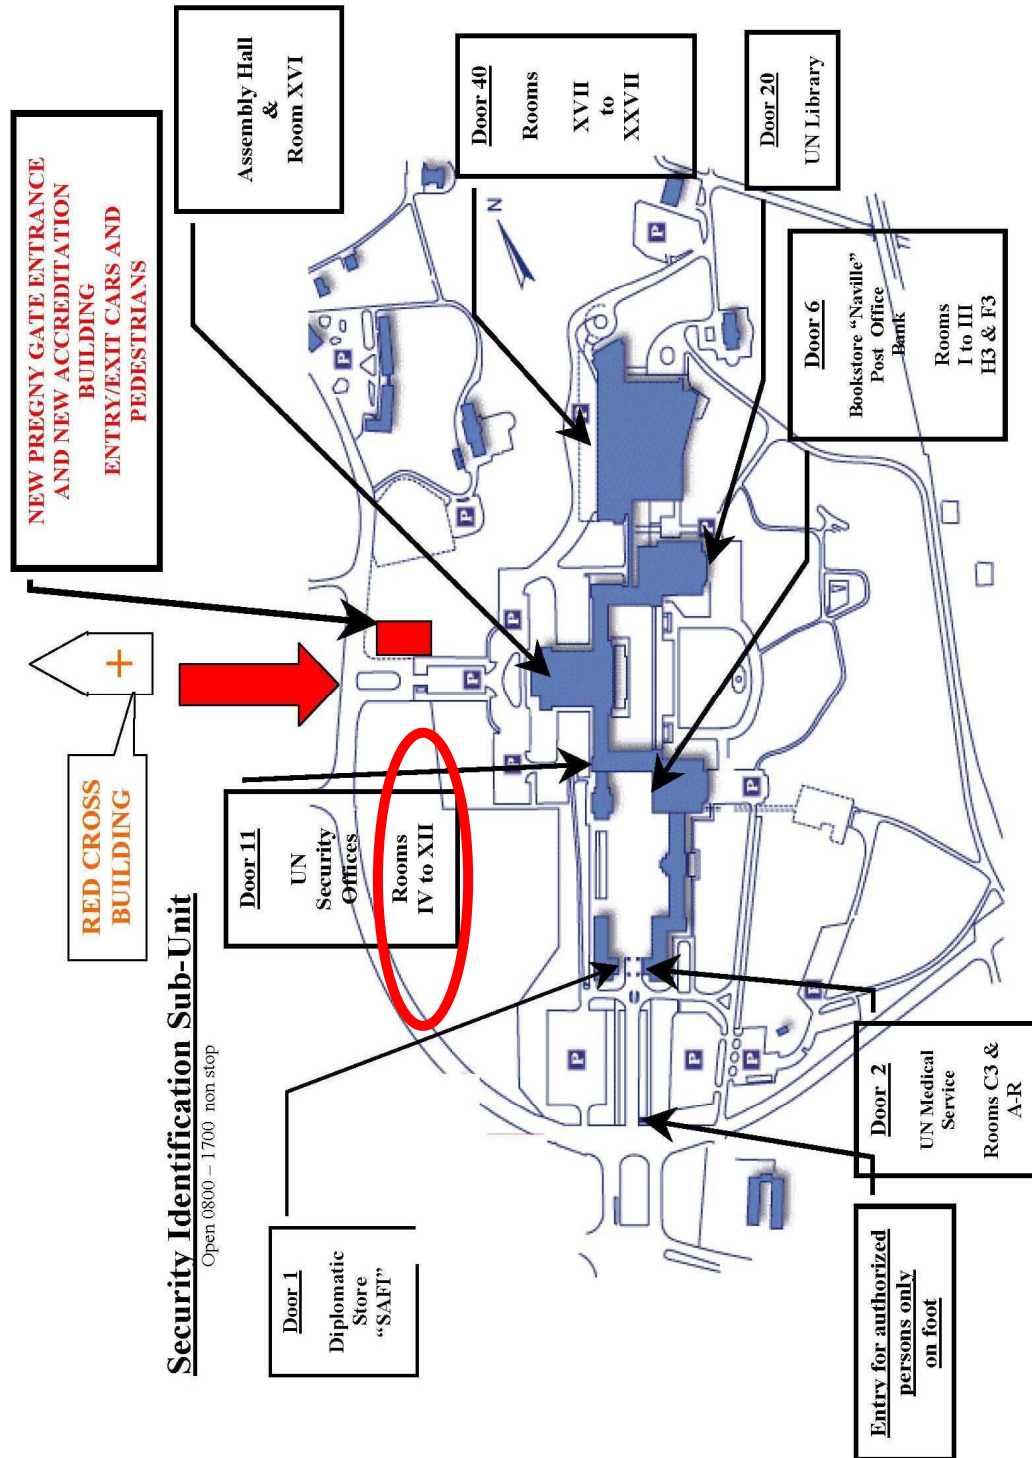 Security Identification Sub-Unit
Open 0800 – 1700 non stop
RED CROSS
BUILDING
NEW PREGNY GATE ENTRANCE
AND NEW ACCREDITATION
BUILDING
ENTRY/EXIT CARS AND
PEDESTRIANS
Door 1
Diplomatic
Store
“SAFI”
Door 11
UN
Security
Offices
Rooms
IV to XII
Assembly Hall
&
Room XVI
Door 40
Rooms
XVII
to
XXVII
Door 20
UN Library
Door 6
Bookstore “Naville”
Post Office
Bank
Rooms
I to III
H3 & F3
Door 2
UN Medical
Service
Rooms C3 &
A-R
Entry for authorized
persons only
on foot
N
P
P
P
P
P
P
P
P
P
P
P
P
P
P